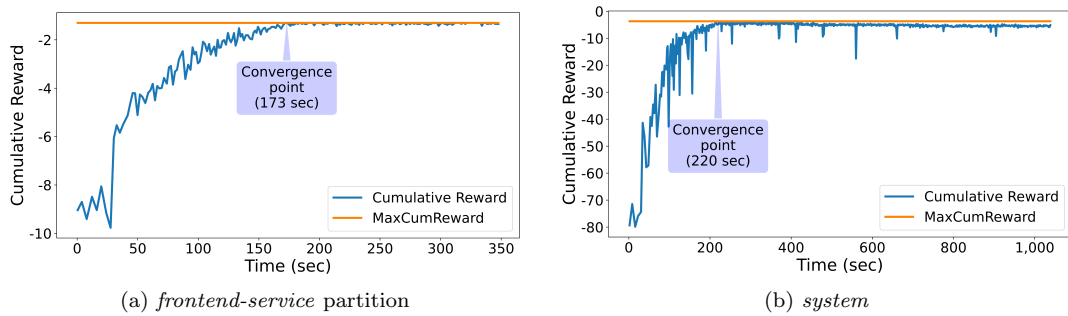 Cumulative Reward
-2
-4
-6
-8
-10
Convergence
point
(173 sec)
Cumulative Reward
MaxCumReward
0 50 100 150 200 250 300 350
Time (sec)
(a) frontend-service partition
Cumulative Reward
0
-10
-20
-30
-40
-50
-60
-70
-80
Convergence
point
(220 sec)
Cumulative Reward
MaxCumReward
0 200 400 600 800 1,000
Time (sec)
(b) system